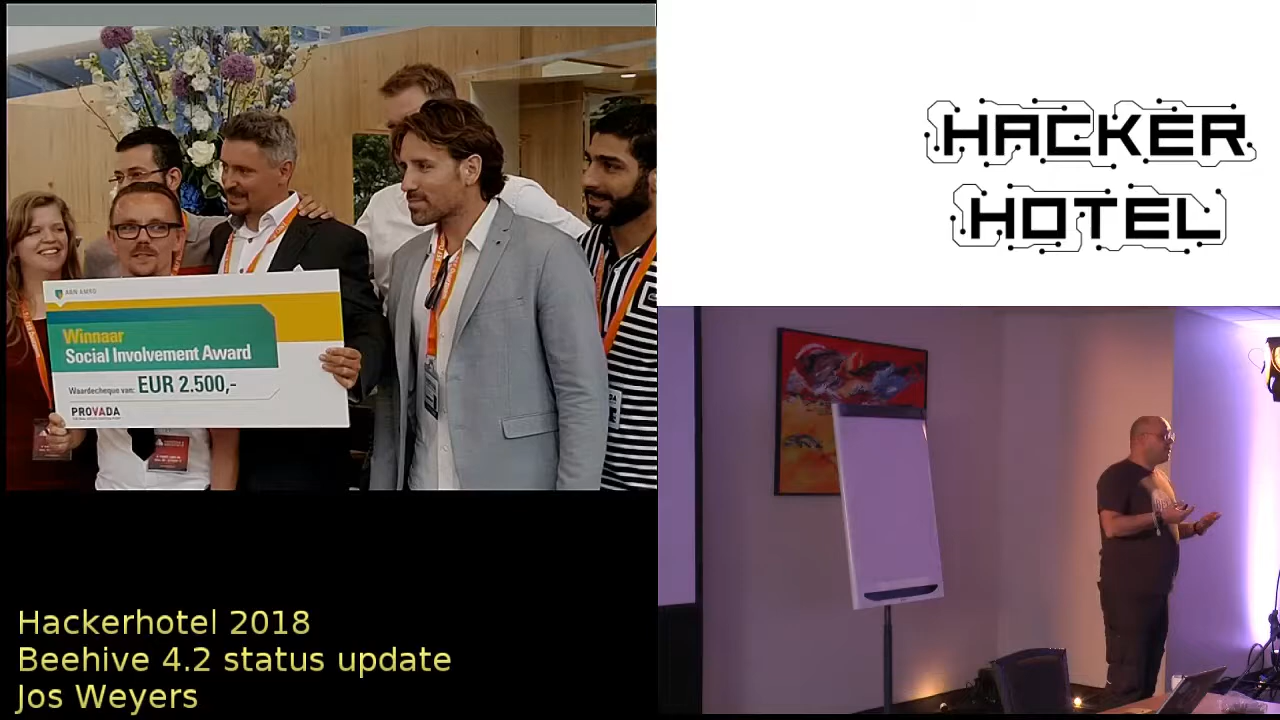 ABN AMRO
Winnaar
Social Involvement Award
Waardecheque van: EUR 2.500,-
PROVADA
HACKER
HOTEL
Hackerhotel 2018
Beehive 4.2 status update
Jos Weyers